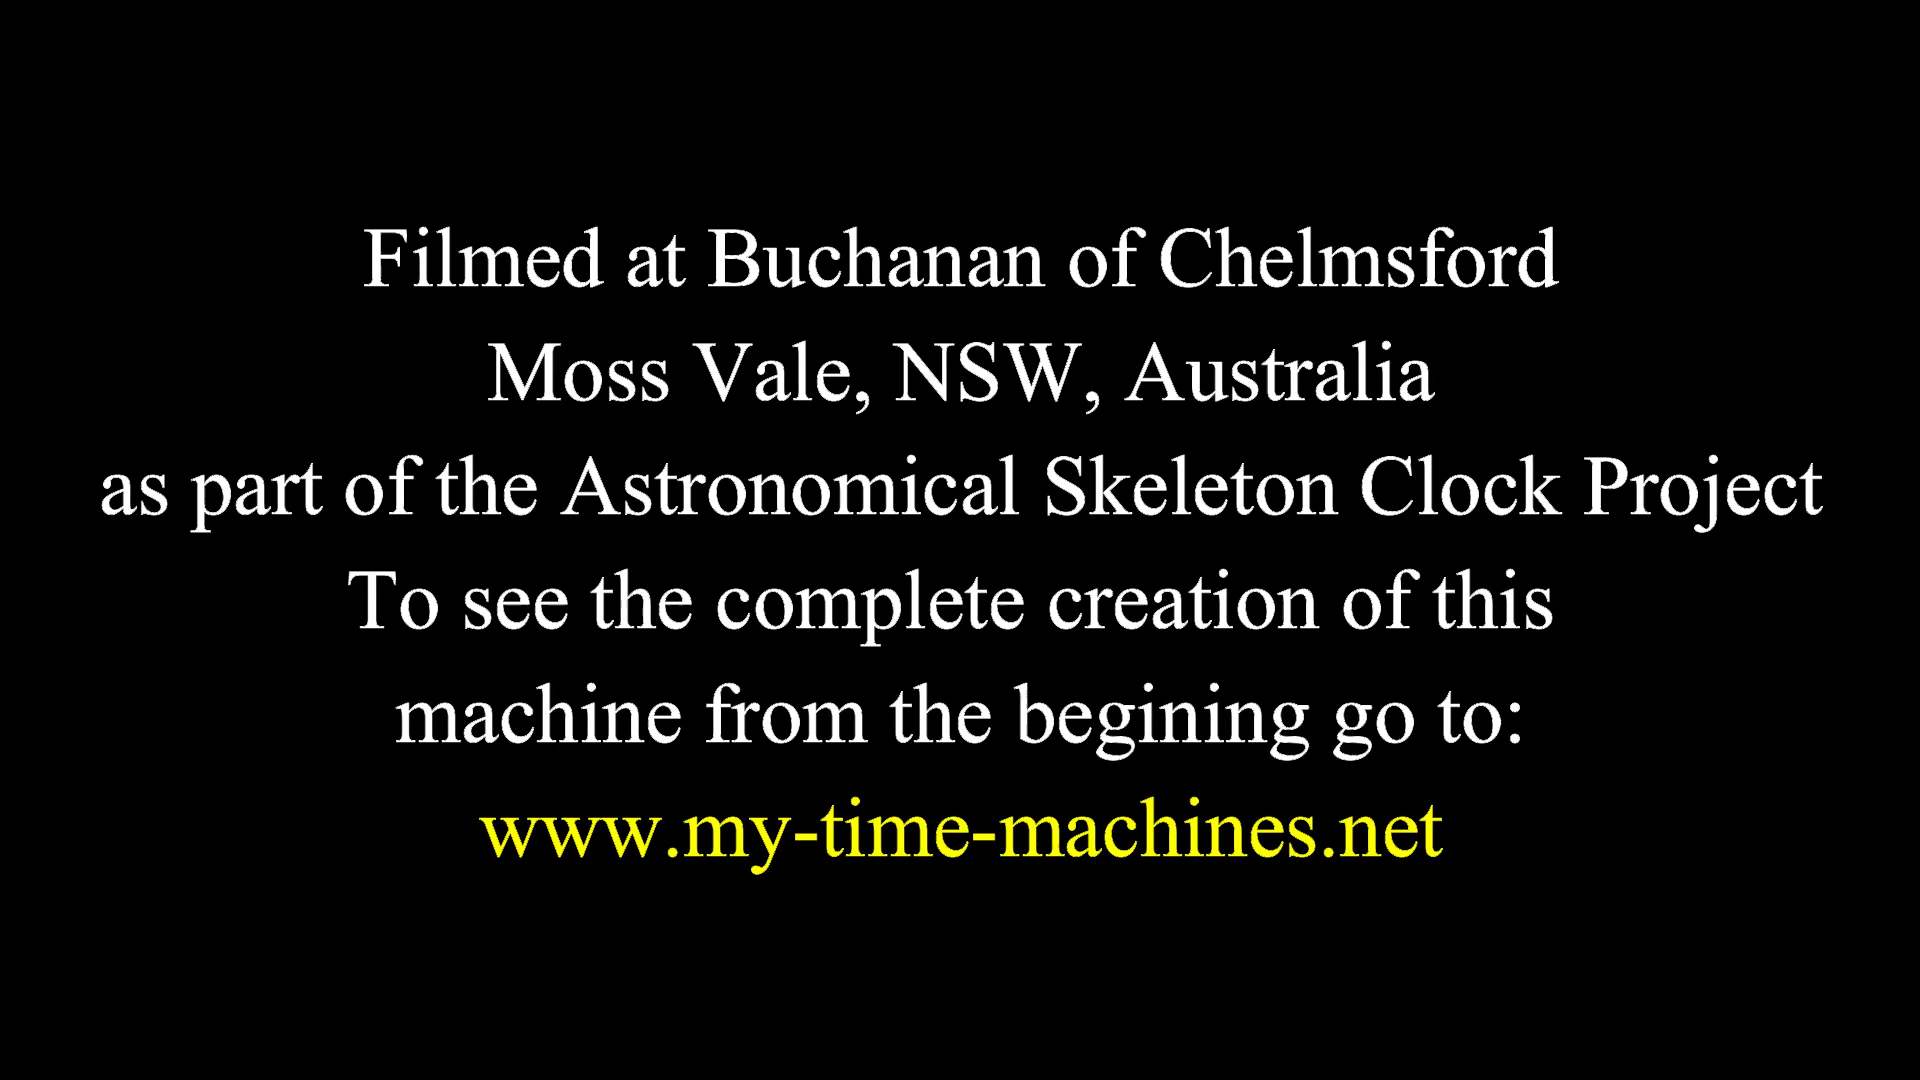 Filmed at Buchanan of Chelmsford
Moss Vale, NSW, Australia
as part of the Astronomical Skeleton Clock Project
To see the complete creation of this
machine from the begining go to:
www.my-time-machines.net